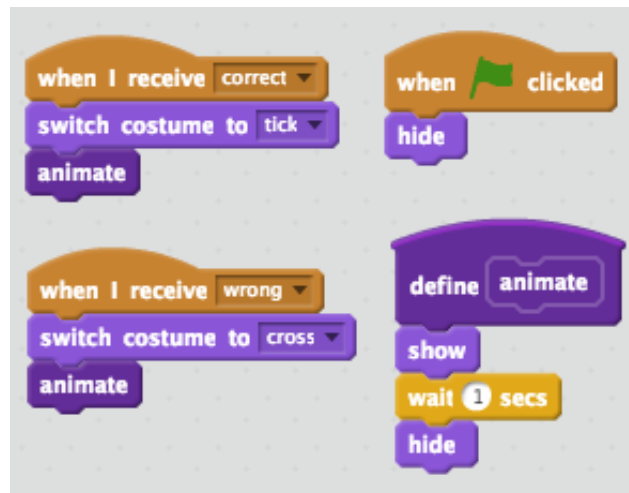 when I receive correct
switch costume to tick
animate
when clicked
hide
when I receive wrong
switch costume to cross
animate
define animate
show
wait 1 secs
hide